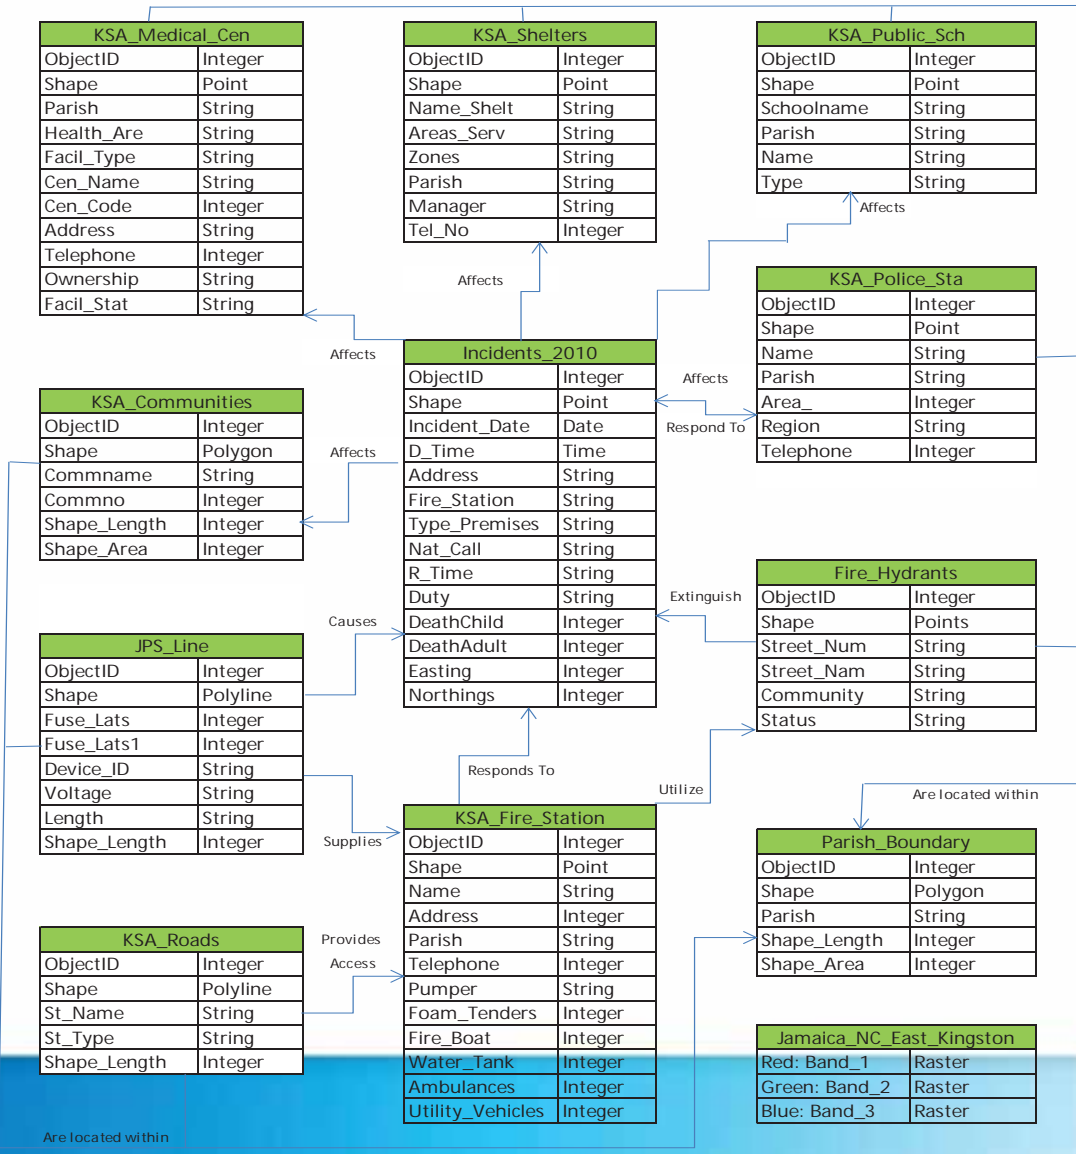 KSA_Medical_Cen
ObjectID Integer
Shape Point
Parish String
Health_Are String
Facil_Type String
Cen_Name String
Cen_Code Integer
Address String
Telephone Integer
Ownership String
Facil_Stat String
KSA_Shelters
ObjectID Integer
Shape Point
Name_Shelt String
Areas_Serv String
Zones String
Parish String
Manager String
Tel_No Integer
KSA_Public_Sch
ObjectID Integer
Shape Point
Schoolname String
Parish String
Name String
Type String
Affects
Affects
Affects
KSA_Police_Sta
ObjectID Integer
Shape Point
Name String
Parish String
Area_ Integer
Region String
Telephone Integer
Incidents_2010
ObjectID Integer
Shape Point
Incident_Date Date
D_Time Time
Address String
Fire_Station String
Type_Premises String
Nat_Call String
R_Time String
Duty String
DeathChild Integer
DeathAdult Integer
Easting Integer
Northings Integer
Affects
Respond To
KSA_Communities
ObjectID Integer
Shape Polygon
Commname String
Commno Integer
Shape_Length Integer
Shape_Area Integer
Affects
Fire_Hydrants
ObjectID Integer
Shape Points
Street_Num String
Street_Nam String
Community String
Status String
Extinguish
Causes
JPS_Line
ObjectID Integer
Shape Polyline
Fuse_Lats Integer
Fuse_Lats1 Integer
Device_ID String
Voltage String
Length String
Shape_Length Integer
Responds To
Utilize
Supplies
Are located within
KSA_Fire_Station
ObjectID Integer
Shape Point
Name String
Address Integer
Parish String
Telephone Integer
Pumper String
Foam_Tenders Integer
Fire_Boat Integer
Water_Tank Integer
Ambulances Integer
Utility_Vehicles Integer
Parish_Boundary
ObjectID Integer
Shape Polygon
Parish String
Shape_Length Integer
Shape_Area Integer
KSA_Roads
ObjectID Integer
Shape Polyline
St_Name String
St_Type String
Shape_Length Integer
Provides
Access
Jamaica_NC_East_Kingston
Red: Band_1 Raster
Green: Band_2 Raster
Blue: Band_3 Raster
Are located within